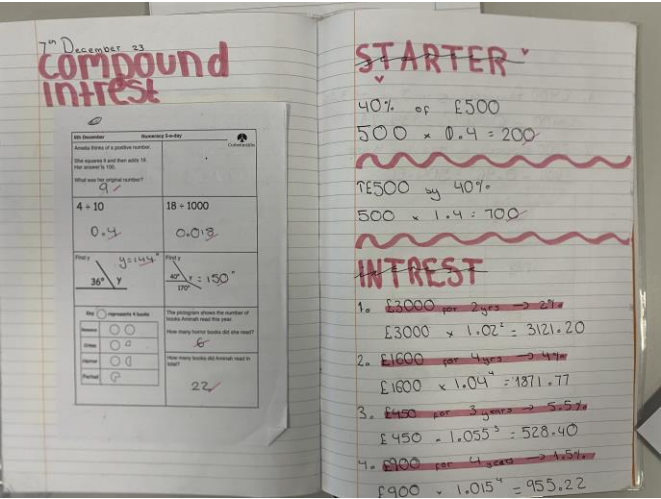 7th December 23
compound
intrest
6th December Numeracy 5-a-day
Corbettmaths
Amelia thinks of a positive number.
She squares it and then adds 19.
Her answer is 100.
What was her original number?
9
4 ÷ 10
18 ÷ 1000
0.4
0.018
Find y
y = 144°
36° y
Find y
40° y = 150°
170°
Key represents 4 books
The pictogram shows the number of
books Aminah read this year.
How many horror books did she read?
6
Crime
Horror
How many books did Aminah read in
total?
22
STARTER
40% of £500
500 × 0.4 = 200
£500 by 40%
500 × 1.4 = 700
INTREST
1. £3000 for 2yrs → 2%
£3000 × 1.02² = 3121.20
2. £1600 for 4yrs → 4%
£1600 × 1.04⁴ = 1871.77
3. £450 for 3 years → 5.5%
£450 × 1.055³ = 528.40
4. £900 for 4 years → 1.5%
£900 × 1.015⁴ = 955.22